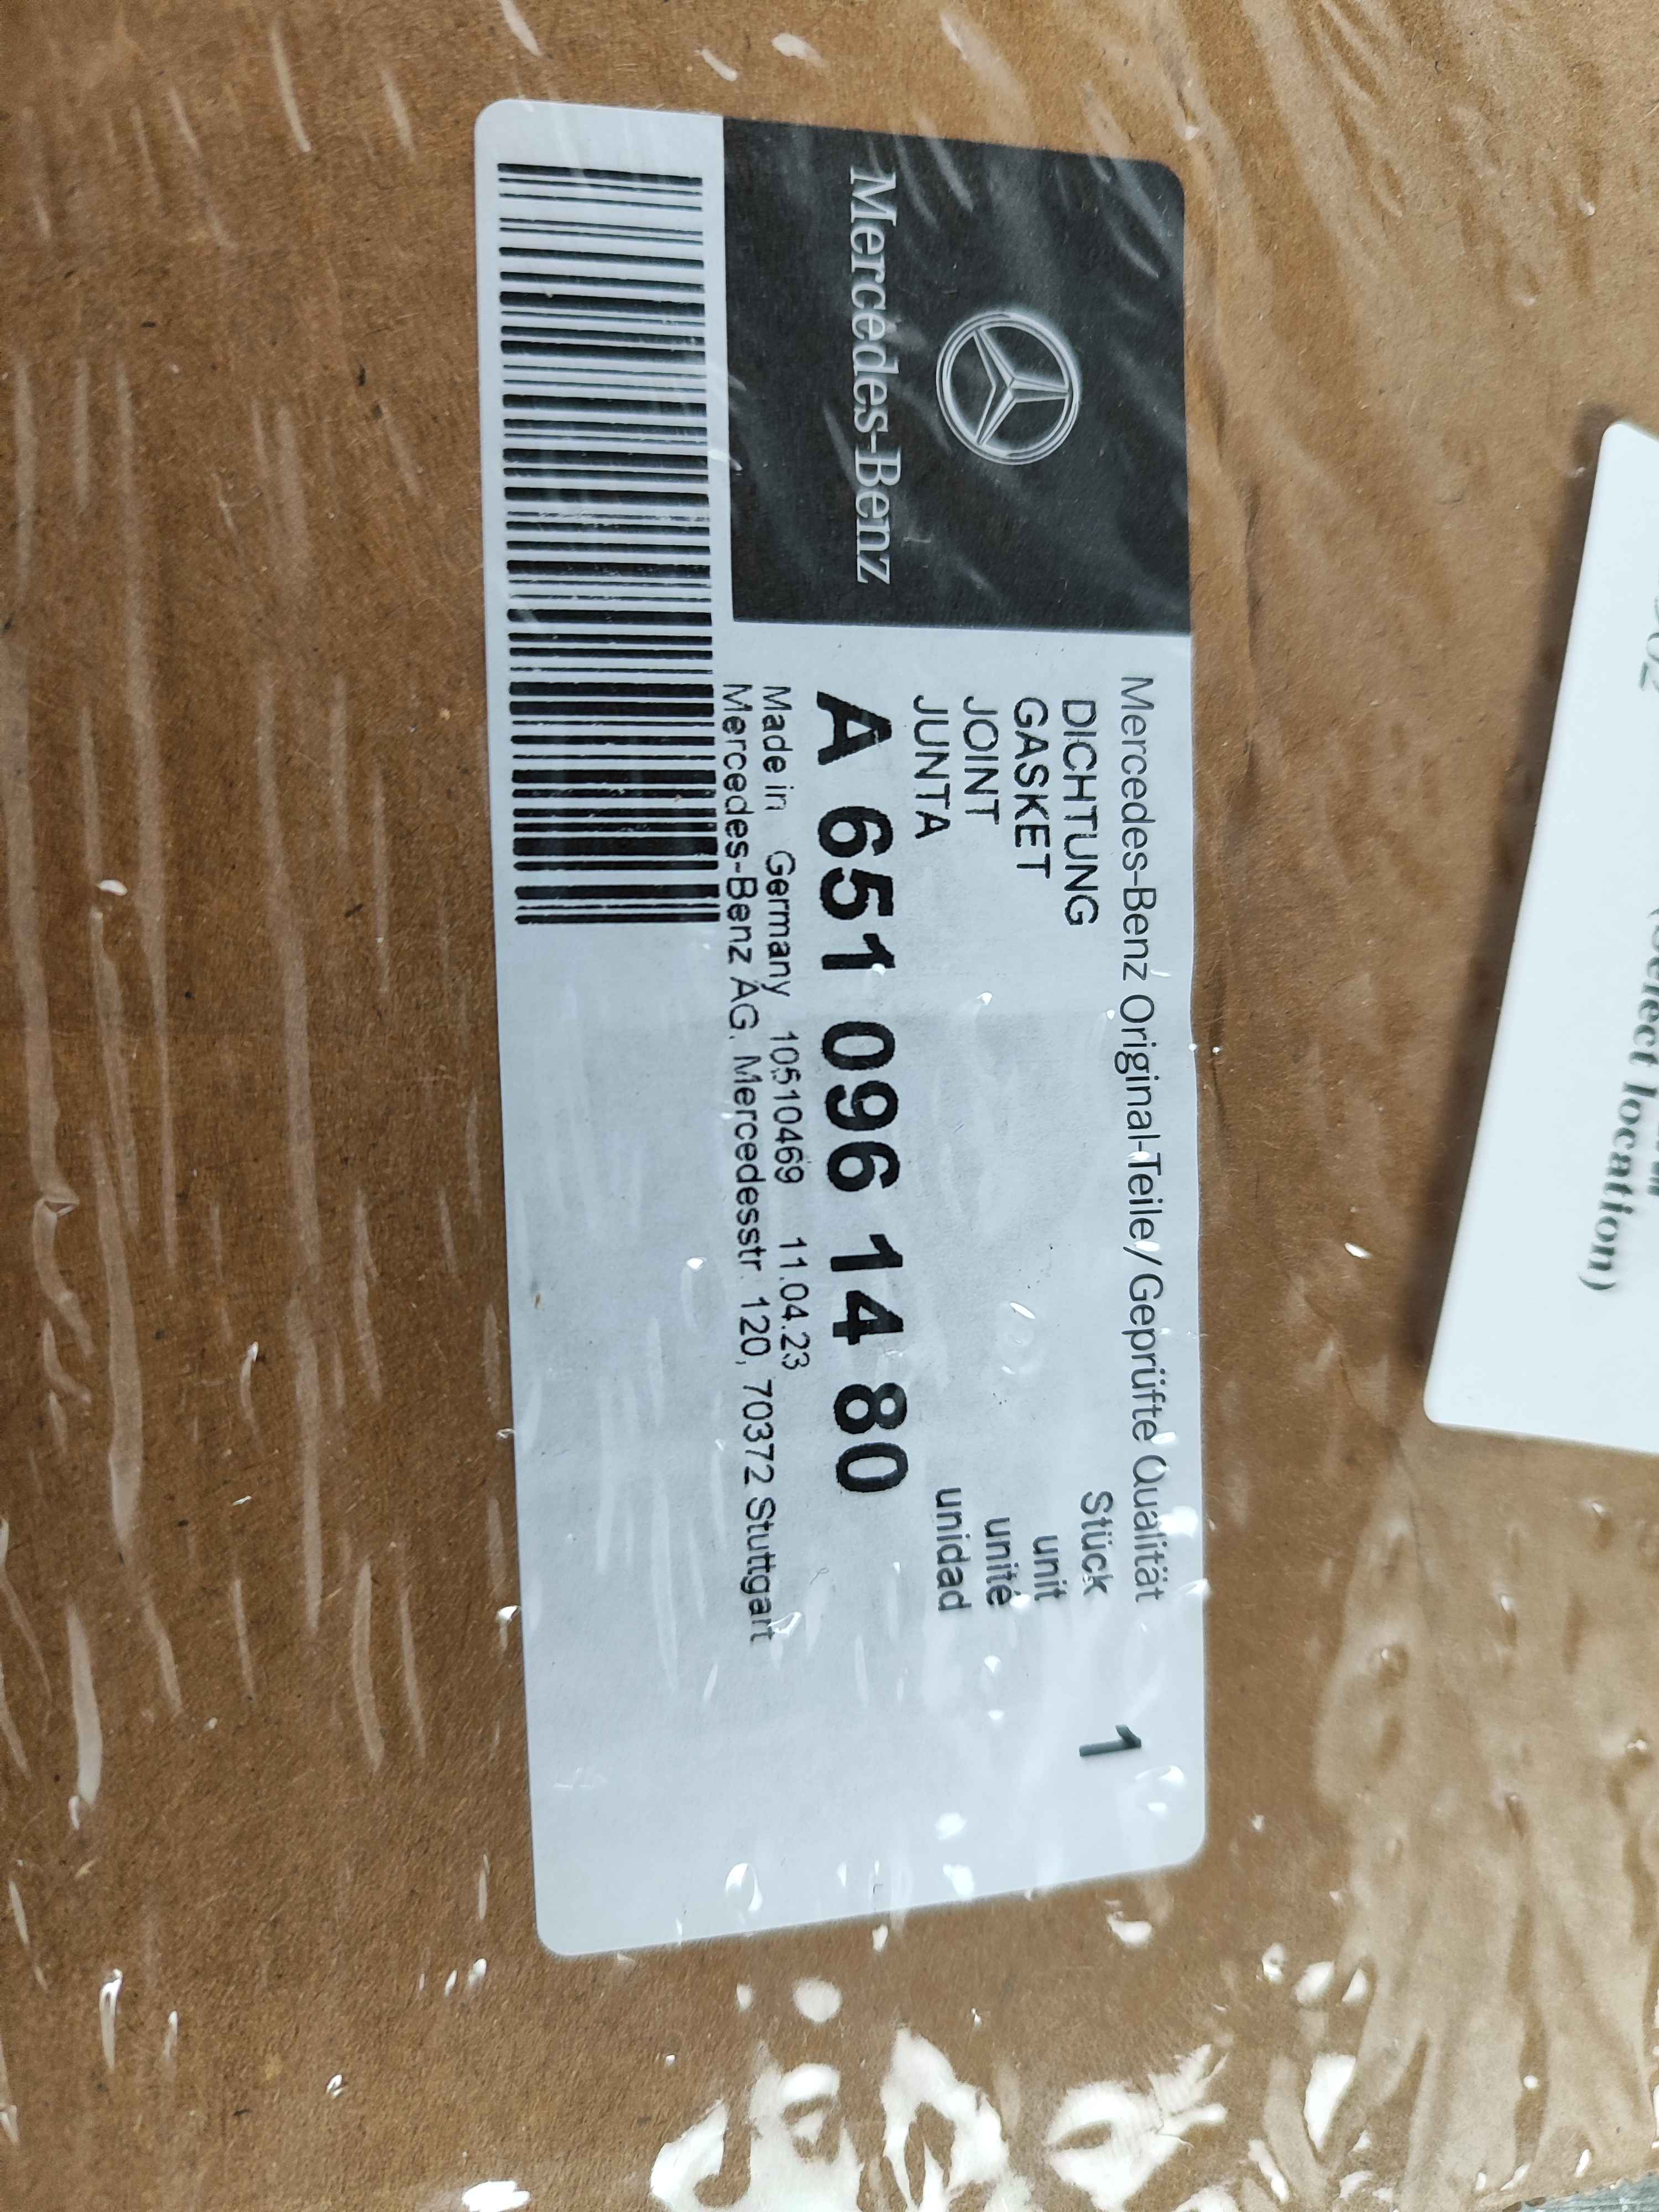 Mercedes-Benz
Mercedes-Benz Original-Teile/Geprüfte Qualität
DICHTUNG Stück 1
GASKET unit
JOINT unité
JUNTA unidad
A 651 096 14 80
Made in Germany 10510469 11.04.23
Mercedes-Benz AG. Mercedesstr. 120, 70372 Stuttgart
(Select location)